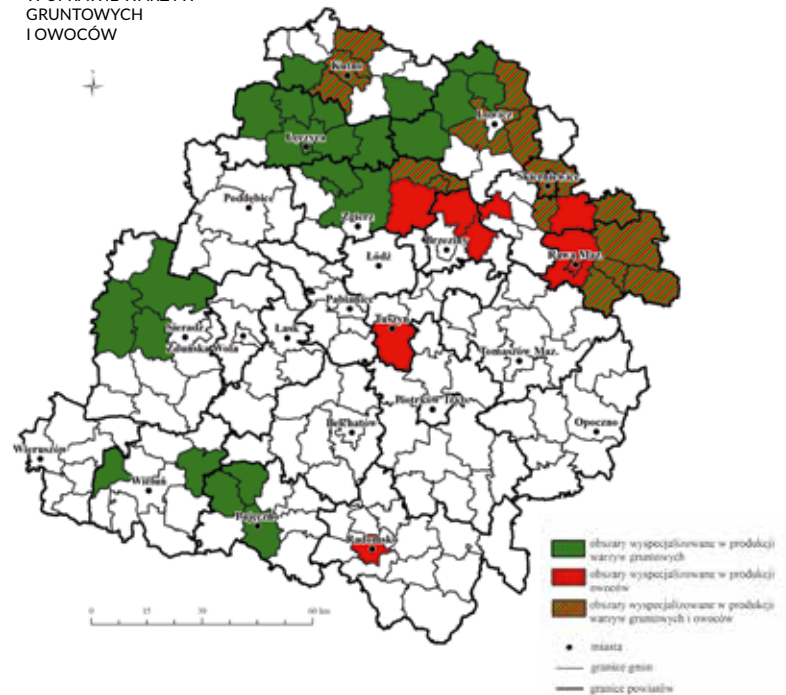 GRUNTOWYCH
I OWOCÓW
Kutno
Łowicz
Łęczyca
Skierniewice
Poddębice
Zgierz
Brzeziny
Rawa Maz.
Łódź
Pabianice
Tuszyn
Sieradz
Zduńska Wola
Łask
Tomaszów Maz.
Piotrków Tryb.
Opoczno
Bełchatów
Wieruszów
Wieluń
Pajęczno
Radomsko
obszary wyspecjalizowane w produkcji
warzyw gruntowych
obszary wyspecjalizowane w produkcji
owoców
obszary wyspecjalizowane w produkcji
warzyw gruntowych i owoców
miasta
granice gmin
granice powiatów
0 15 30 60 km